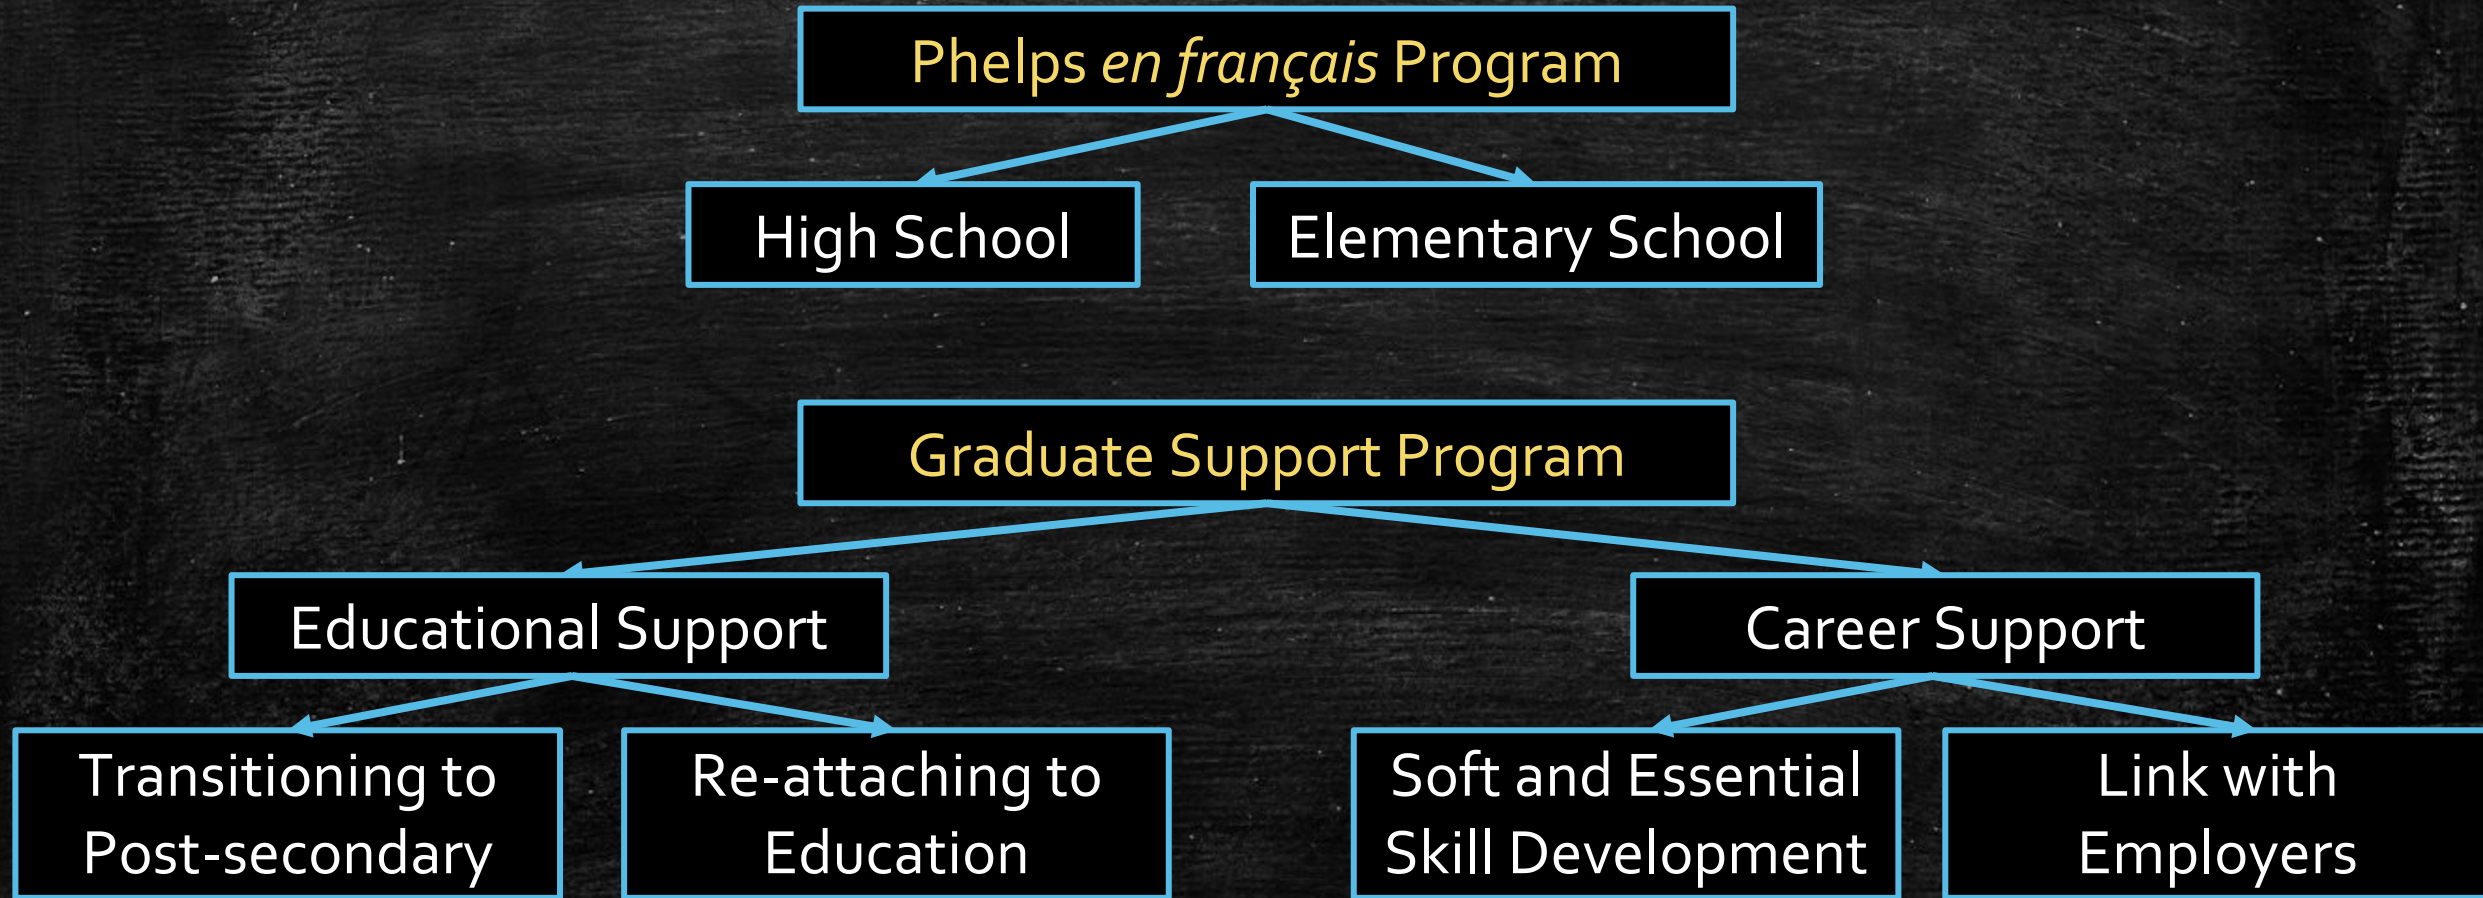 Phelps en français Program
High School
Elementary School
Graduate Support Program
Educational Support
Career Support
Transitioning to
Post-secondary
Re-attaching to
Education
Soft and Essential
Skill Development
Link with
Employers